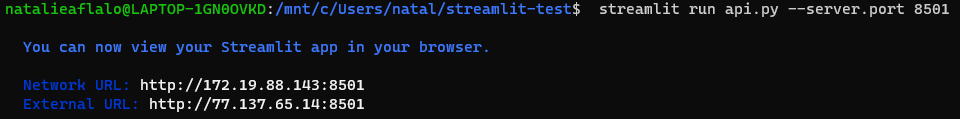 natalieaflalo@LAPTOP-1GN0OVKD:/mnt/c/Users/natal/streamlit-test$  streamlit run api.py --server.port 8501
You can now view your Streamlit app in your browser.
Network URL: http://172.19.88.143:8501
External URL: http://77.137.65.14:8501